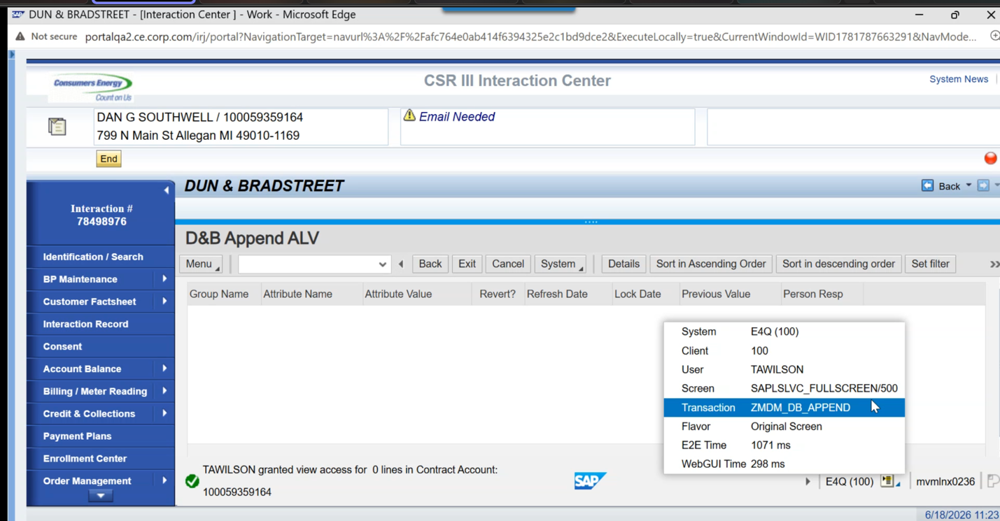 DUN & BRADSTREET - [Interaction Center ] - Work - Microsoft Edge
Not secure portalqa2.ce.corp.com/irj/portal?NavigationTarget=navurl%3A%2F%2Fafc764e0ab414f6394325e2c1bd9dce2&ExecuteLocally=true&CurrentWindowId=WID1781787663291&NavMode...
Consumers Energy
Count on Us
CSR III Interaction Center
System News
DAN G SOUTHWELL / 100059359164
799 N Main St Allegan MI 49010-1169
Email Needed
End
Interaction #
78498976
Identification / Search
BP Maintenance
Customer Factsheet
Interaction Record
Consent
Account Balance
Billing / Meter Reading
Credit & Collections
Payment Plans
Enrollment Center
Order Management
DUN & BRADSTREET
Back
D&B Append ALV
Menu Back Exit Cancel System Details Sort in Ascending Order Sort in descending order Set filter
Group Name Attribute Name Attribute Value Revert? Refresh Date Lock Date Previous Value Person Resp
System E4Q (100)
Client 100
User TAWILSON
Screen SAPLSLVC_FULLSCREEN/500
Transaction ZMDM_DB_APPEND
Flavor Original Screen
E2E Time 1071 ms
WebGUI Time 298 ms
TAWILSON granted view access for 0 lines in Contract Account:
100059359164
SAP
E4Q (100) mvmlnx0236
6/18/2026 11:23